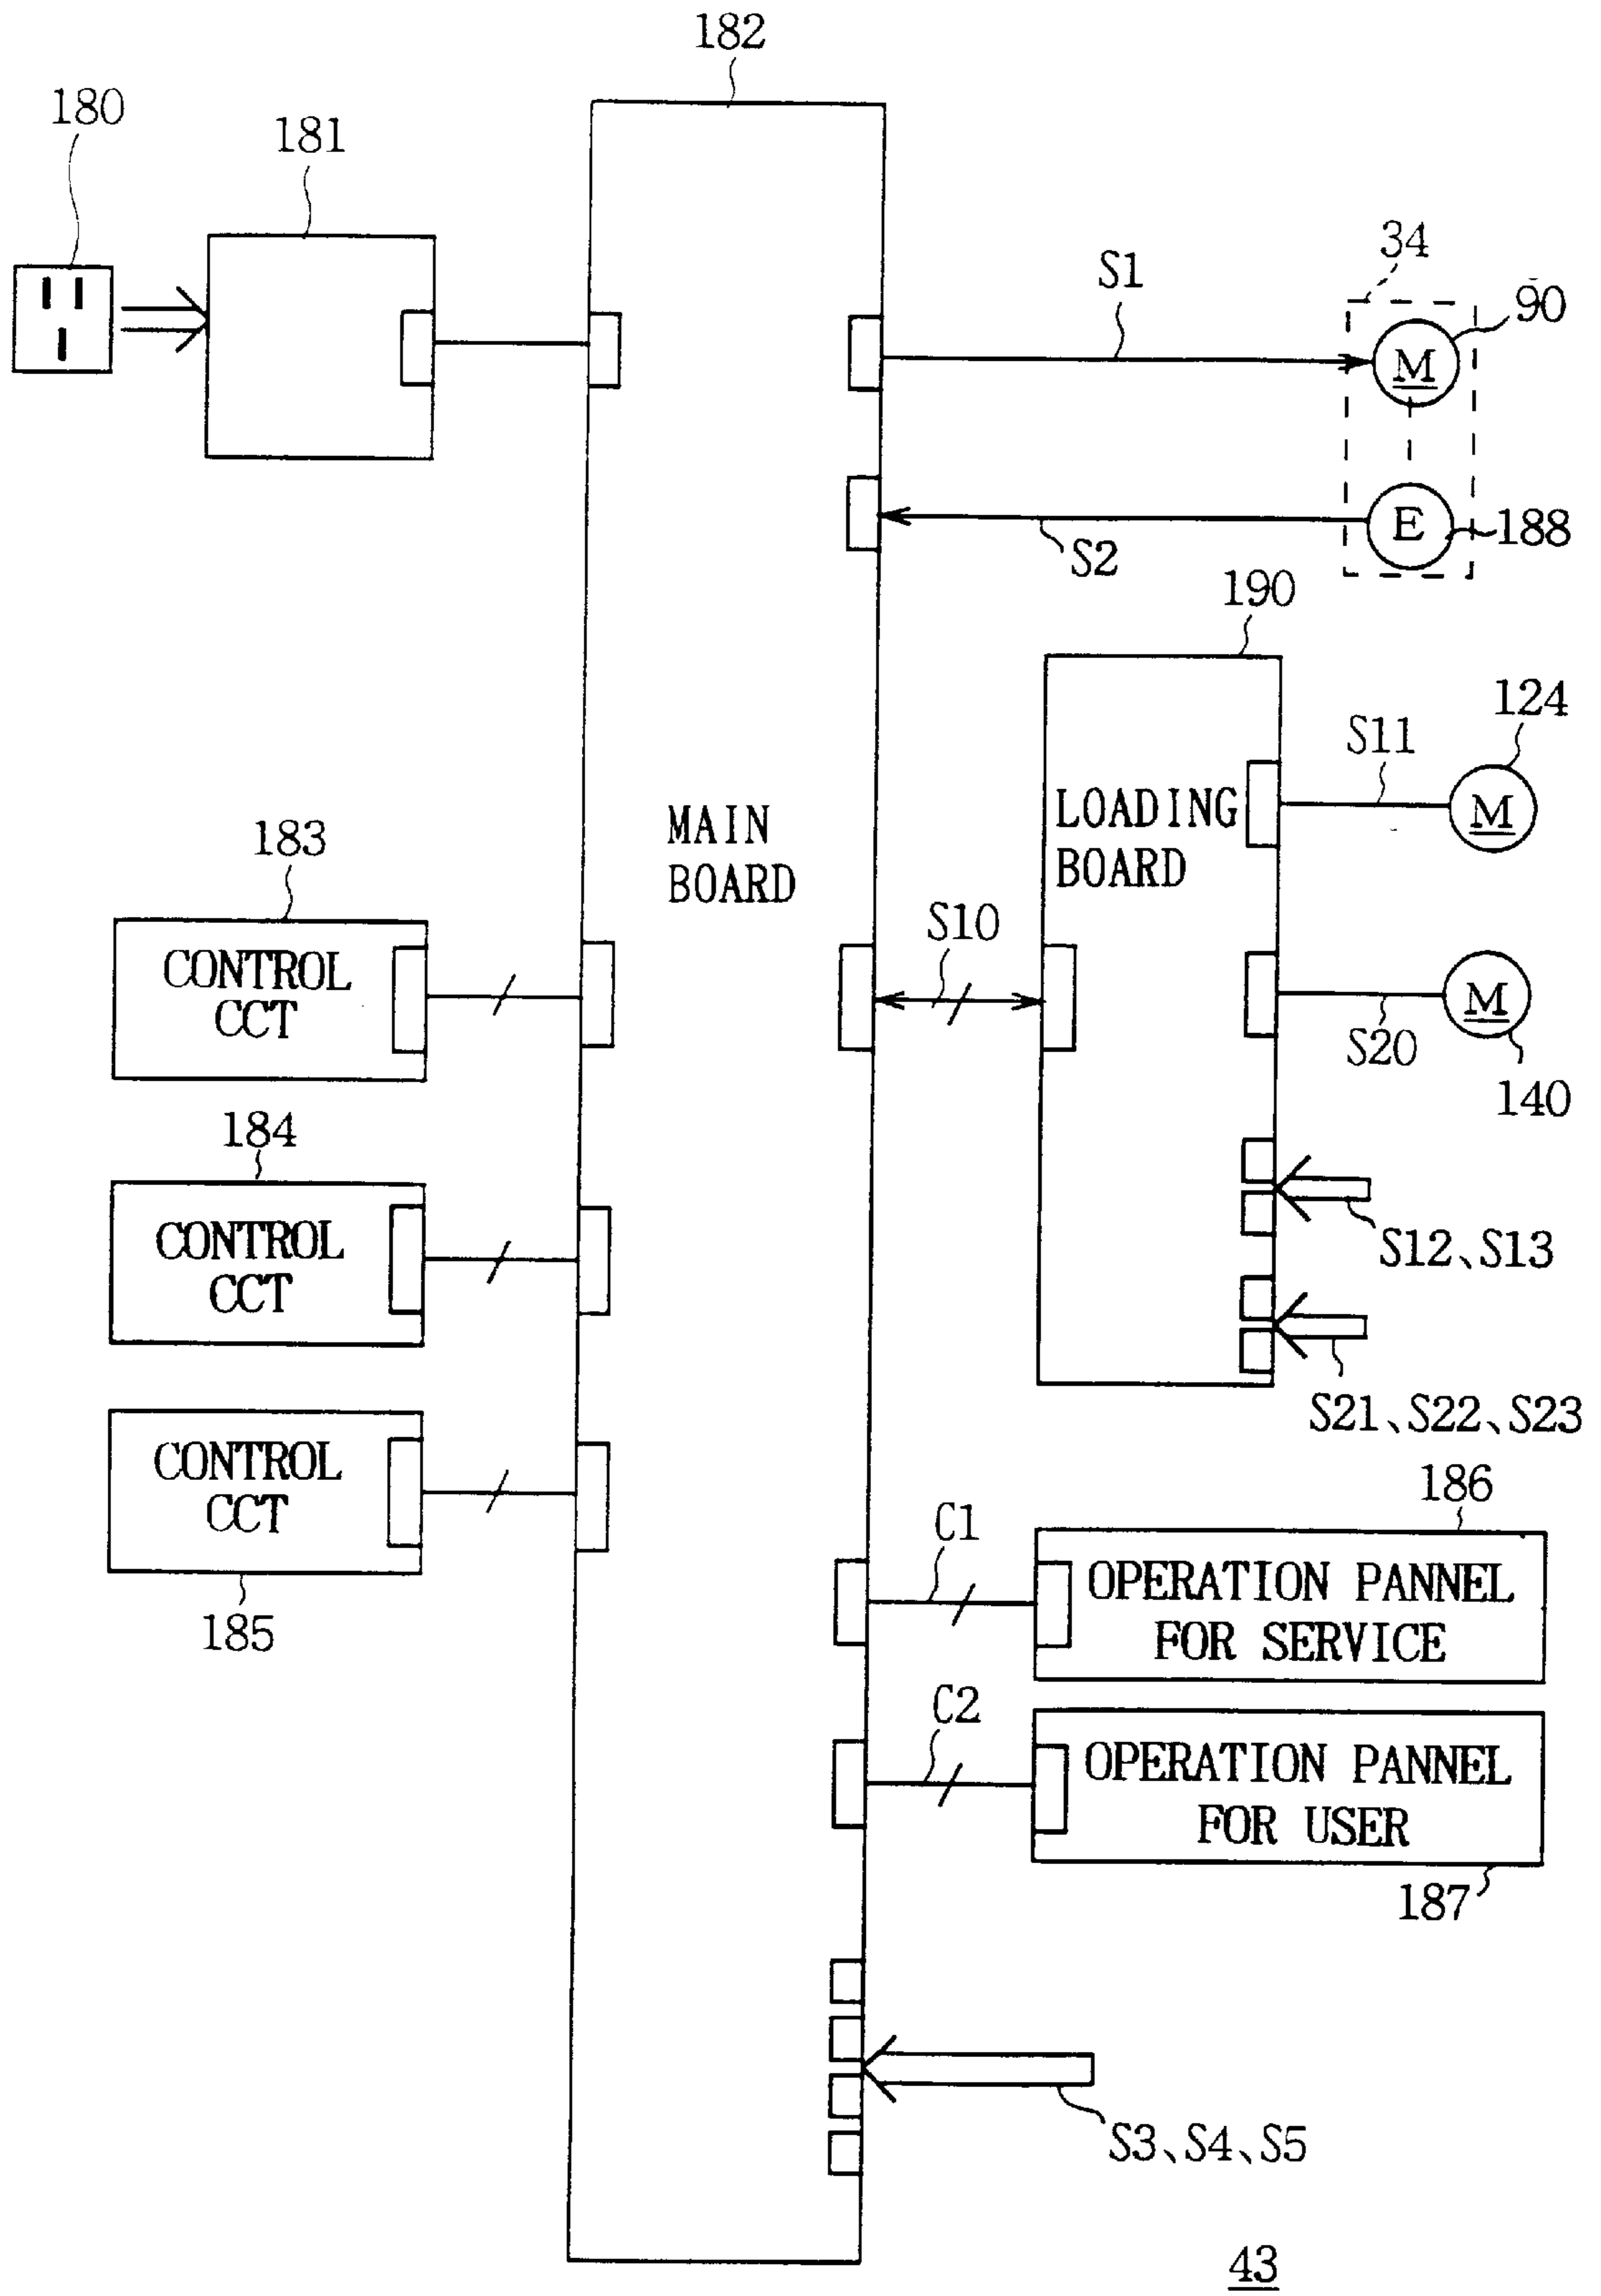 182
180
181
34
S1
90
M
E
188
S2
190
124
S11
M
LOADING
BOARD
MAIN
BOARD
183
S10
CONTROL
CCT
M
S20
140
184
CONTROL
CCT
S12、S13
S21、S22、S23
CONTROL
CCT
185
186
C1
OPERATION PANNEL
FOR SERVICE
C2
OPERATION PANNEL
FOR USER
187
S3、S4、S5
43